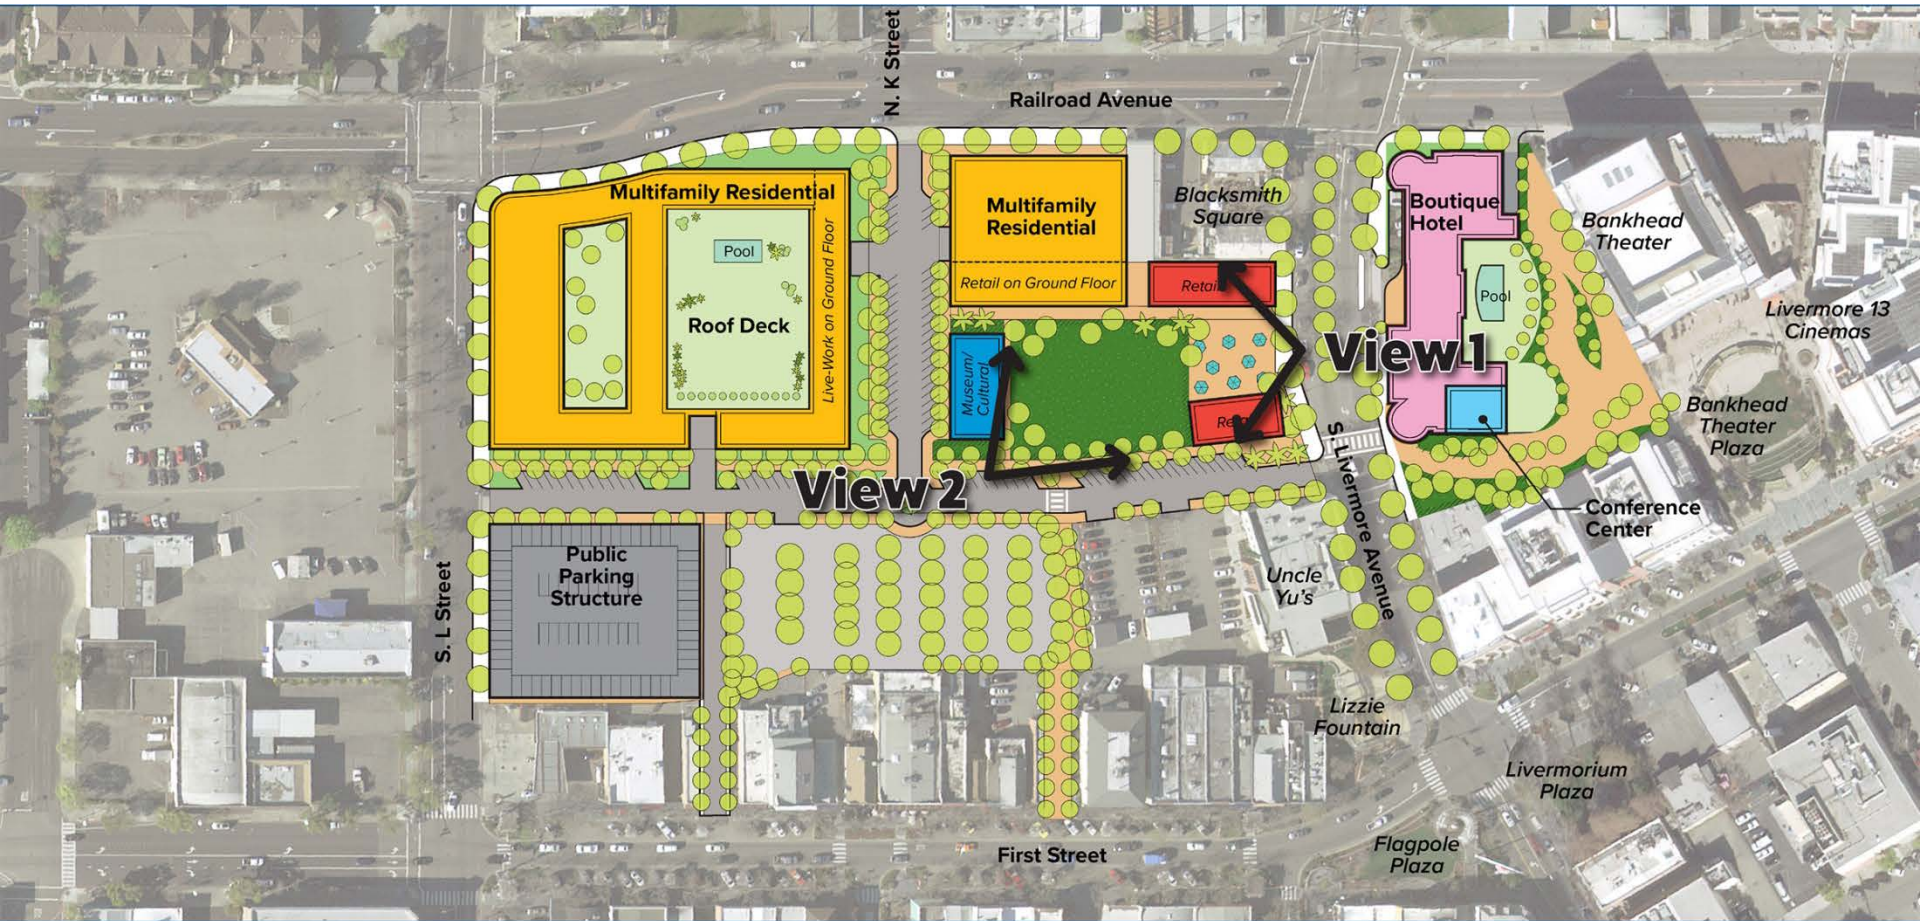 N. K Street
Railroad Avenue
Multifamily Residential
Pool
Roof Deck
Live-Work on Ground Floor
Multifamily
Residential
Retail on Ground Floor
Blacksmith
Square
Retail
Museum/
Cultural
Boutique
Hotel
Pool
Bankhead
Theater
Livermore 13
Cinemas
View 1
Bankhead
Theater
Plaza
View 2
S. Livermore Avenue
Conference
Center
Public
Parking
Structure
S. L Street
Uncle
Yu's
Lizzie
Fountain
Livermorium
Plaza
Flagpole
Plaza
First Street